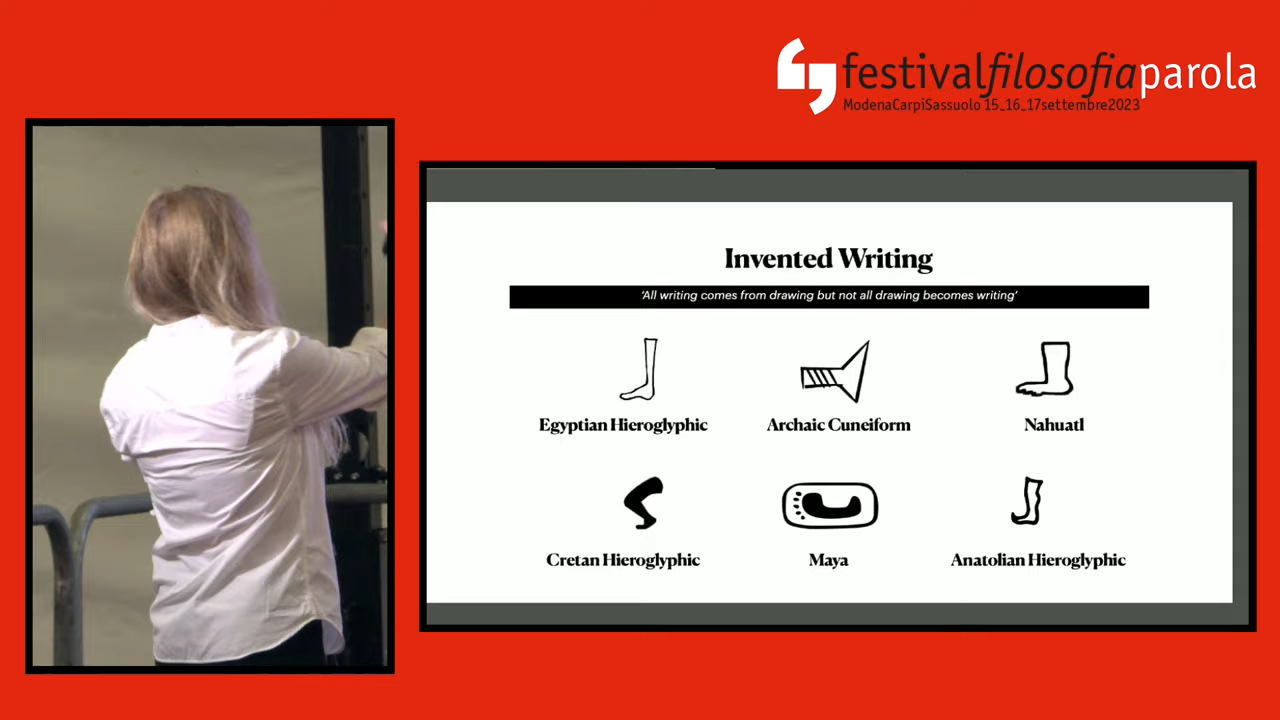 festivalfilosofiaparola
ModenaCarpiSassuolo 15_16_17settembre2023
Invented Writing
'All writing comes from drawing but not all drawing becomes writing'
Egyptian Hieroglyphic
Archaic Cuneiform
Nahuatl
Cretan Hieroglyphic
Maya
Anatolian Hieroglyphic